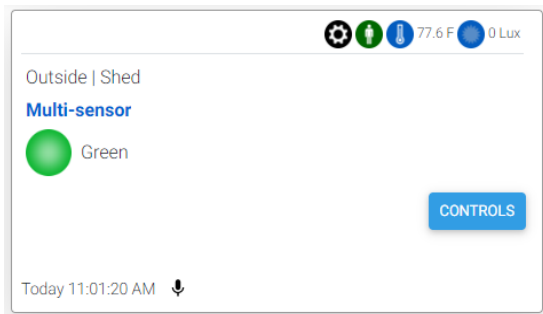 77.6 F 0 Lux
Outside | Shed
Multi-sensor
Green
CONTROLS
Today 11:01:20 AM